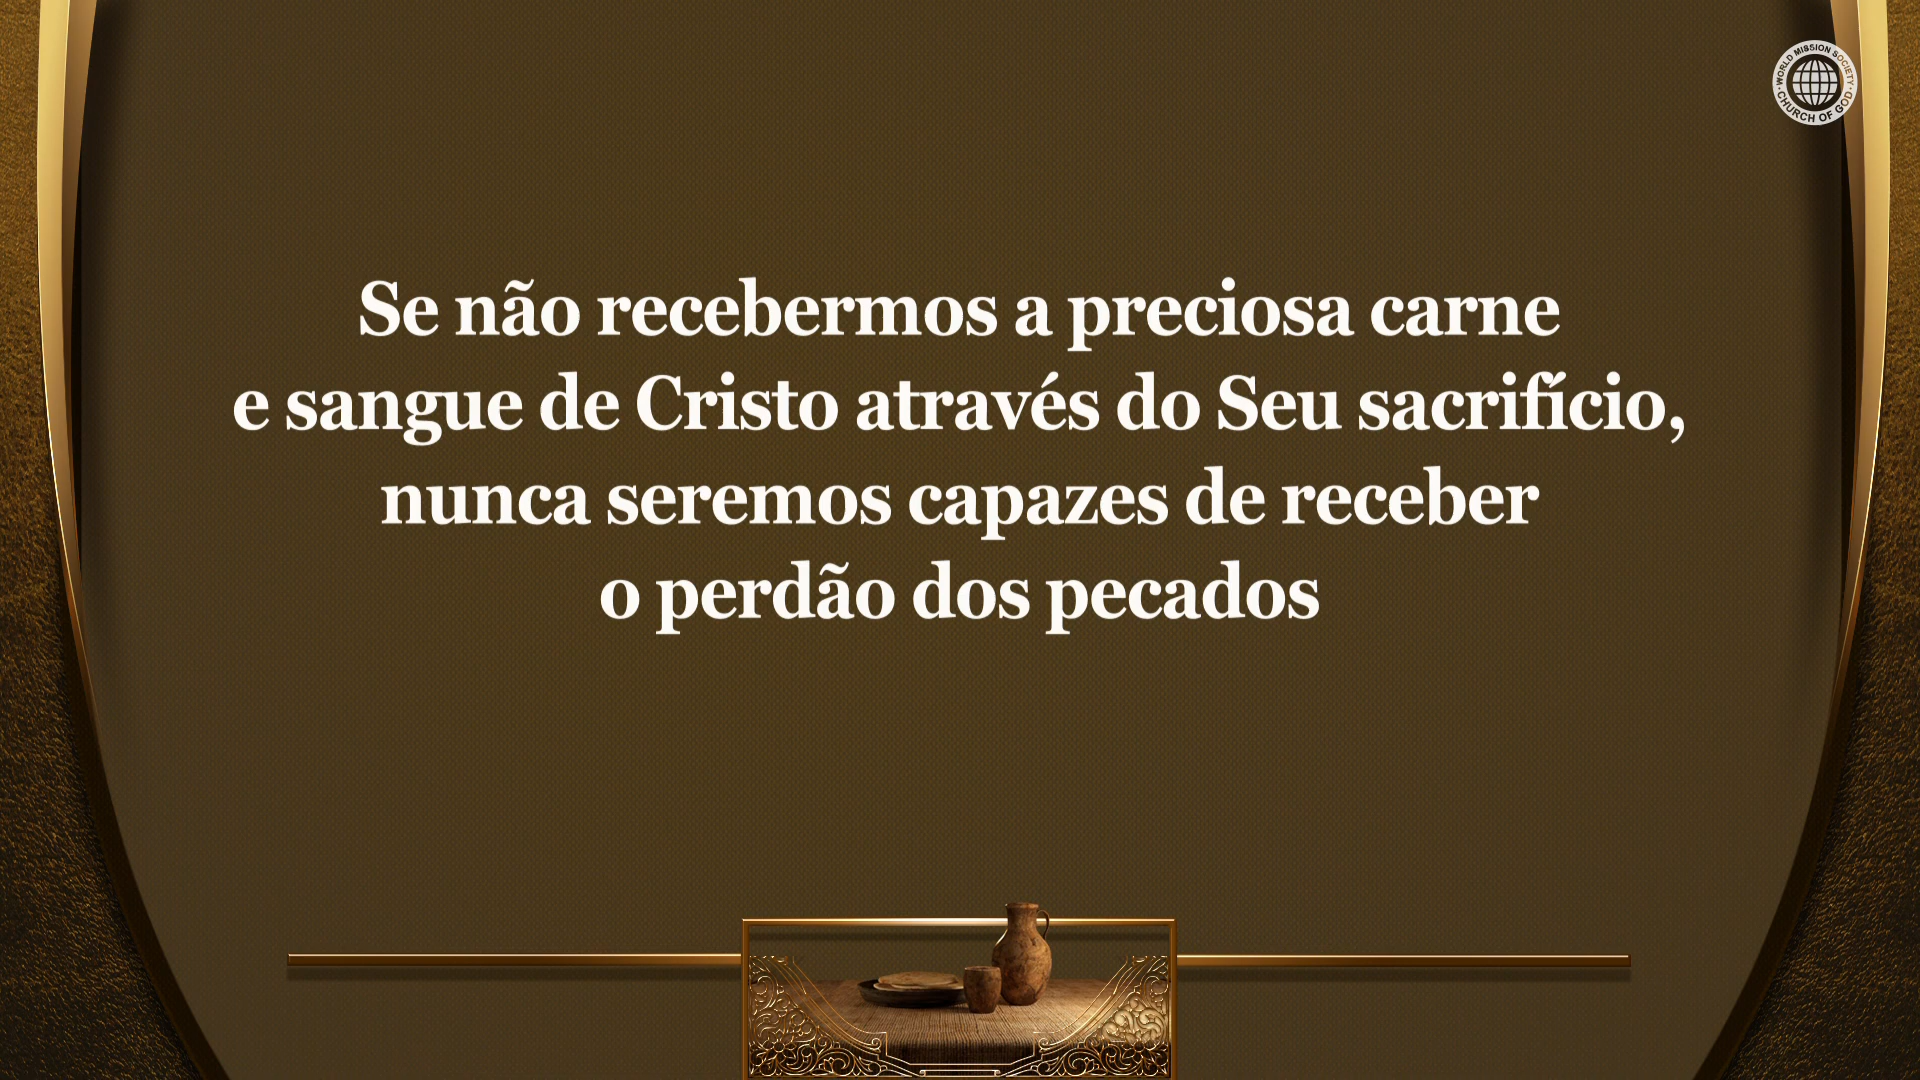 WORLD MISSION SOCIETY
CHURCH OF GOD
Se não recebermos a preciosa carne
e sangue de Cristo através do Seu sacrifício,
nunca seremos capazes de receber
o perdão dos pecados